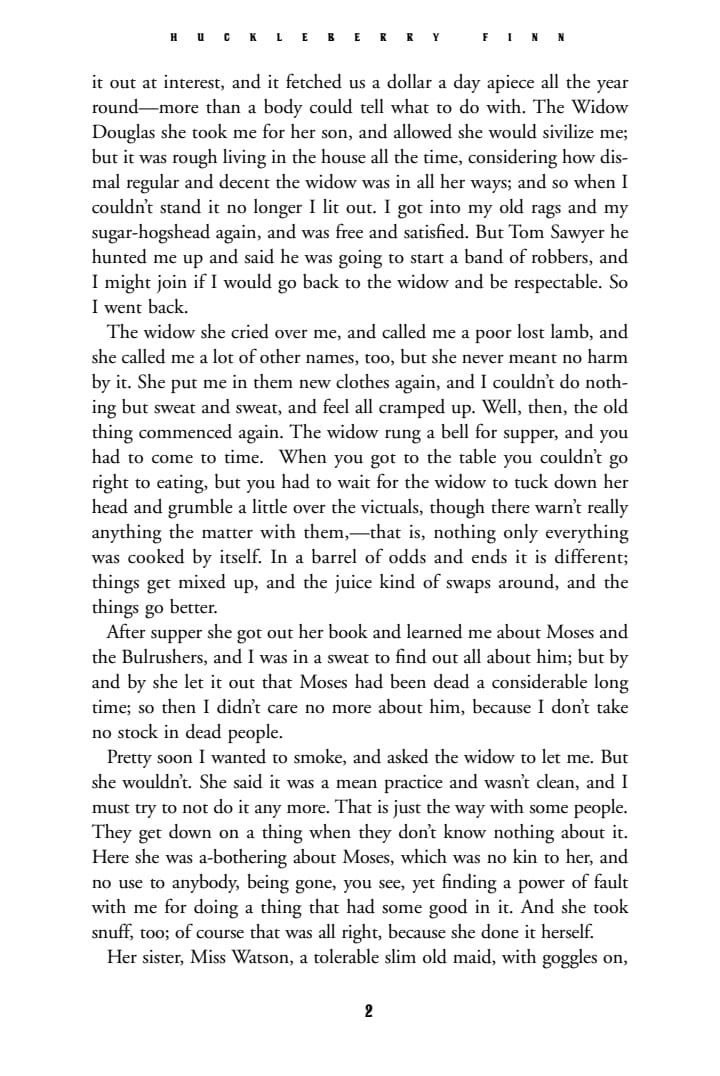 HUCKLEBERRY FINN
it out at interest, and it fetched us a dollar a day apiece all the year
round—more than a body could tell what to do with. The Widow
Douglas she took me for her son, and allowed she would sivilize me;
but it was rough living in the house all the time, considering how dis-
mal regular and decent the widow was in all her ways; and so when I
couldn’t stand it no longer I lit out. I got into my old rags and my
sugar-hogshead again, and was free and satisfied. But Tom Sawyer he
hunted me up and said he was going to start a band of robbers, and
I might join if I would go back to the widow and be respectable. So
I went back.
The widow she cried over me, and called me a poor lost lamb, and
she called me a lot of other names, too, but she never meant no harm
by it. She put me in them new clothes again, and I couldn’t do noth-
ing but sweat and sweat, and feel all cramped up. Well, then, the old
thing commenced again. The widow rung a bell for supper, and you
had to come to time. When you got to the table you couldn’t go
right to eating, but you had to wait for the widow to tuck down her
head and grumble a little over the victuals, though there warn’t really
anything the matter with them,—that is, nothing only everything
was cooked by itself. In a barrel of odds and ends it is different;
things get mixed up, and the juice kind of swaps around, and the
things go better.
After supper she got out her book and learned me about Moses and
the Bulrushers, and I was in a sweat to find out all about him; but by
and by she let it out that Moses had been dead a considerable long
time; so then I didn’t care no more about him, because I don’t take
no stock in dead people.
Pretty soon I wanted to smoke, and asked the widow to let me. But
she wouldn’t. She said it was a mean practice and wasn’t clean, and I
must try to not do it any more. That is just the way with some people.
They get down on a thing when they don’t know nothing about it.
Here she was a-bothering about Moses, which was no kin to her, and
no use to anybody, being gone, you see, yet finding a power of fault
with me for doing a thing that had some good in it. And she took
snuff, too; of course that was all right, because she done it herself.
Her sister, Miss Watson, a tolerable slim old maid, with goggles on,
2